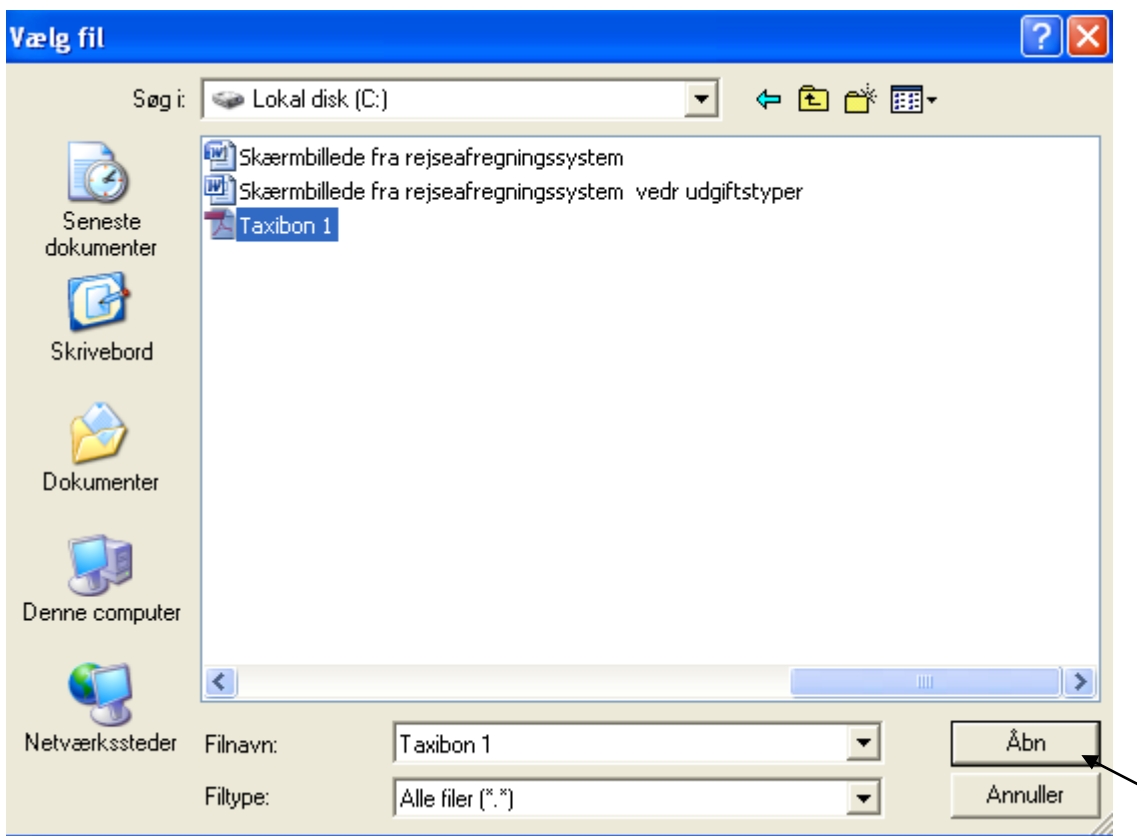 Vælg fil
Søg i: Lokal disk (C:)
Skærmbillede fra rejseafregningssystem
Skærmbillede fra rejseafregningssystem vedr udgiftstyper
Taxibon 1
Seneste
dokumenter
Skrivebord
Dokumenter
Denne computer
Netværkssteder
Filnavn: Taxibon 1 Åbn
Filtype: Alle filer (*.*) Annuller